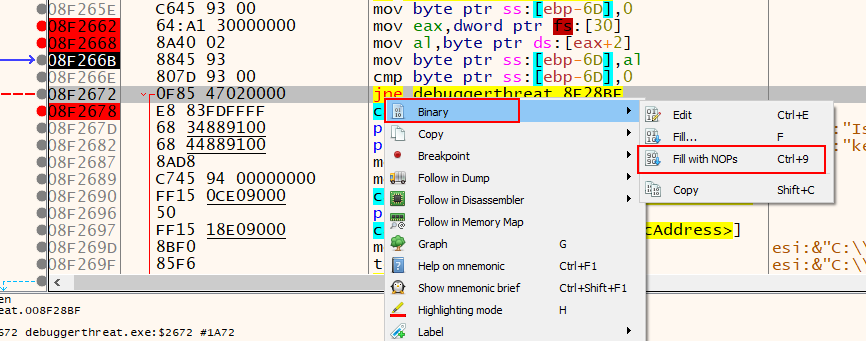 08F265E C645 93 00 mov byte ptr ss:[ebp-6D],0
08F2662 64:A1 30000000 mov eax,dword ptr fs:[30]
08F2668 8A40 02 mov al,byte ptr ds:[eax+2]
08F266B 8845 93 mov byte ptr ss:[ebp-6D],al
08F266E 807D 93 00 cmp byte ptr ss:[ebp-6D],0
08F2672 0F85 47020000 jne debuggerthreat.8F28BF
08F2678 E8 83FDFFFF c
08F267D 68 34891000 p :"Is
08F2682 68 44891000 p :"ke
08F2687 8AD8 m
08F2689 C745 94 00000000 m
08F2690 FF15 0CE09000 c
08F2696 50 p
08F2697 FF15 18E09000 c cAddress>]
08F269D 8BF0 m esi:&"C:\\
08F269F 85F6 t esi:&"C:\\
Binary
Copy
Breakpoint
Follow in Dump
Follow in Disassembler
Follow in Memory Map
Graph G
Help on mnemonic Ctrl+F1
Show mnemonic brief Ctrl+Shift+F1
Highlighting mode H
Label
Edit Ctrl+E
Fill... F
Fill with NOPs Ctrl+9
Copy Shift+C
en
eat.008F28BF
2672 debuggerthreat.exe:$2672 #1A72